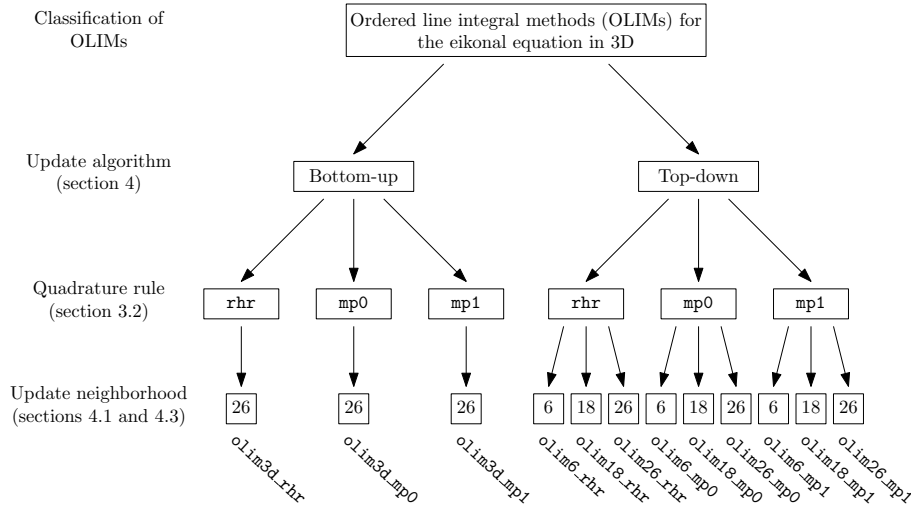 Classification of
OLIMs
Ordered line integral methods (OLIMs) for
the eikonal equation in 3D
Update algorithm
(section 4)
Bottom-up
Top-down
Quadrature rule
(section 3.2)
rhr
mp0
mp1
rhr
mp0
mp1
Update neighborhood
(sections 4.1 and 4.3)
26
26
26
6
18
26
6
18
26
6
18
26
olim3d_rhr
olim3d_mp0
olim3d_mp1
olim6_rhr
olim18_rhr
olim26_rhr
olim6_mp0
olim18_mp0
olim26_mp0
olim6_mp1
olim18_mp1
olim26_mp1